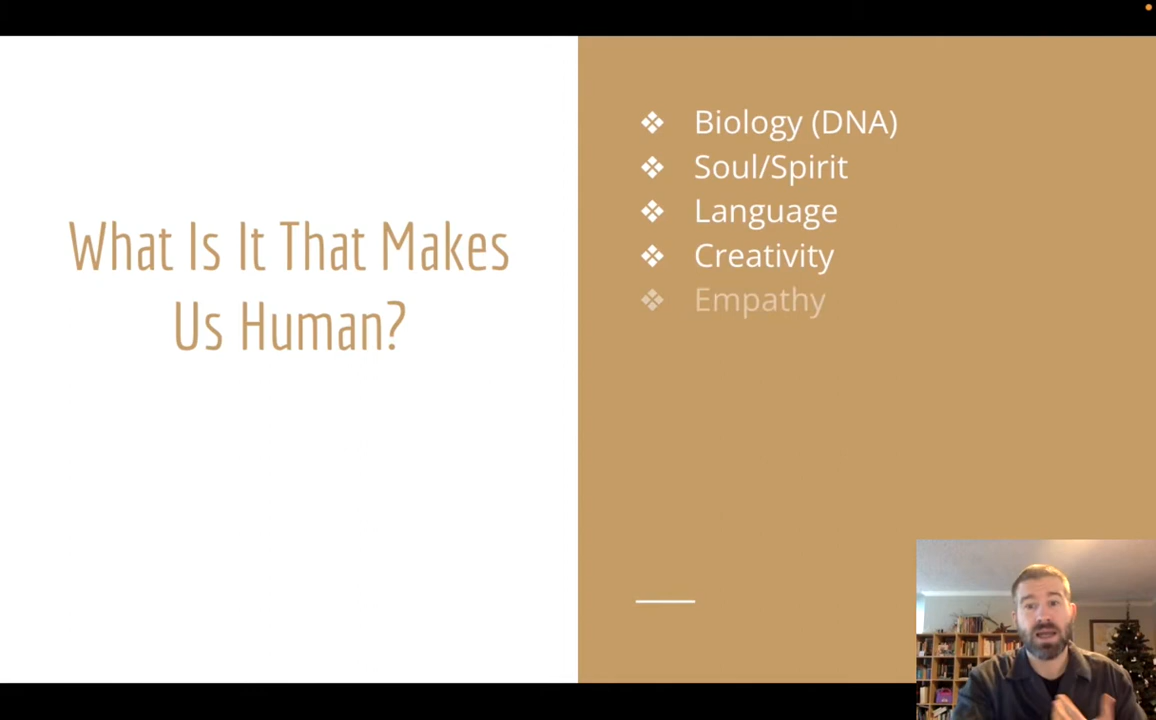 What Is It That Makes
Us Human?
Biology (DNA)
Soul/Spirit
Language
Creativity
Empathy